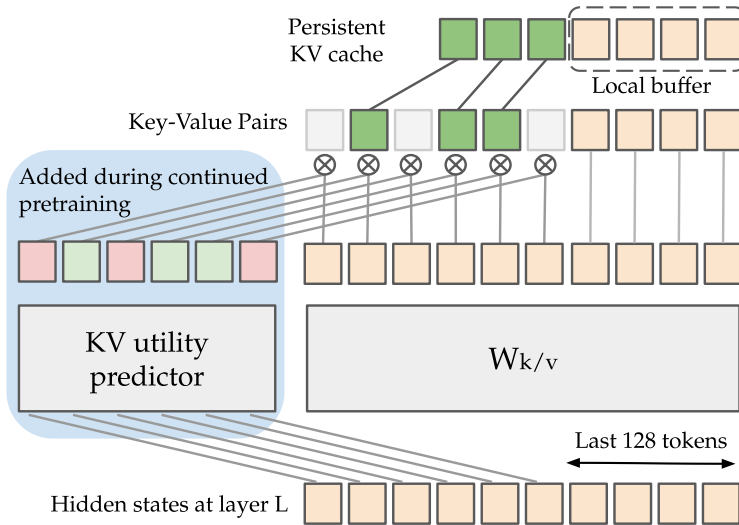 Persistent
KV cache
Local buffer
Key-Value Pairs
Added during continued
pretraining
KV utility
predictor
Wk/v
Last 128 tokens
Hidden states at layer L